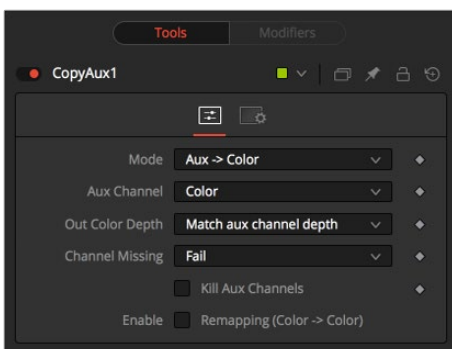 Tools Modifiers
CopyAux1
Mode Aux -> Color
Aux Channel Color
Out Color Depth Match aux channel depth
Channel Missing Fail
Kill Aux Channels
Enable Remapping (Color -> Color)